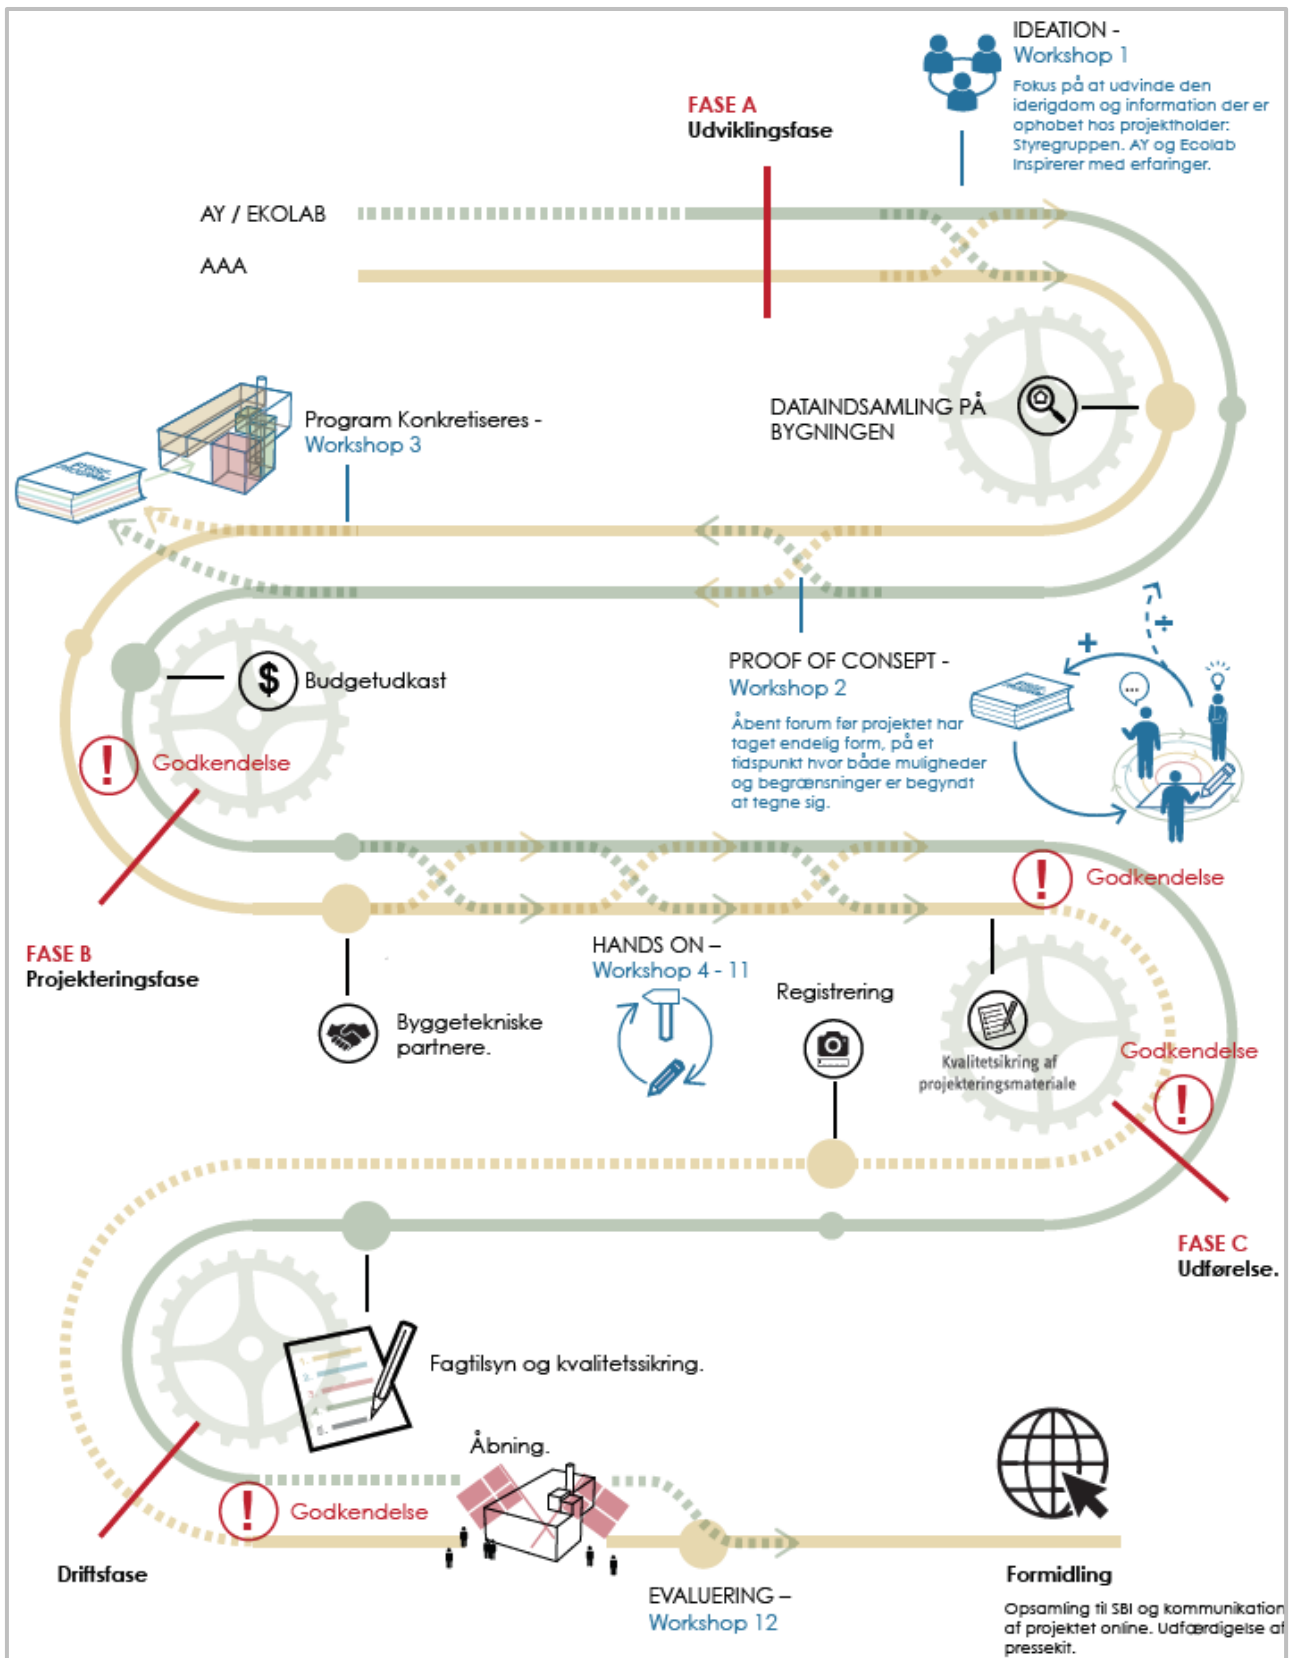 IDEATION -
Workshop 1
Fokus på at udvinde den
iderigdom og information der er
ophobet hos projektholder:
Styregruppen. AY og Ecolab
Inspirerer med erfaringer.
FASE A
Udviklingsfase
AY / EKOLAB
AAA
DATAINDSAMLING PÅ
BYGNINGEN
Program Konkretiseres -
Workshop 3
PROOF OF CONSEPT -
Workshop 2
Åbent forum før projektet har
taget endelig form, på et
tidspunkt hvor både muligheder
og begrænsninger er begyndt
at tegne sig.
+
÷
...
$
Budgetudkast
!
Godkendelse
!
Godkendelse
FASE B
Projekteringsfase
HANDS ON –
Workshop 4 - 11
Byggetekniske
partnere.
Registrering
Kvalitetsikring af
projekteringsmateriale
Godkendelse
!
FASE C
Udførelse.
1.
2.
3.
4.
5.
Fagtilsyn og kvalitetssikring.
Åbning.
!
Godkendelse
Driftsfase
EVALUERING –
Workshop 12
Formidling
Opsamling til SBI og kommunikation
af projektet online. Udfærdigelse af
pressekit.